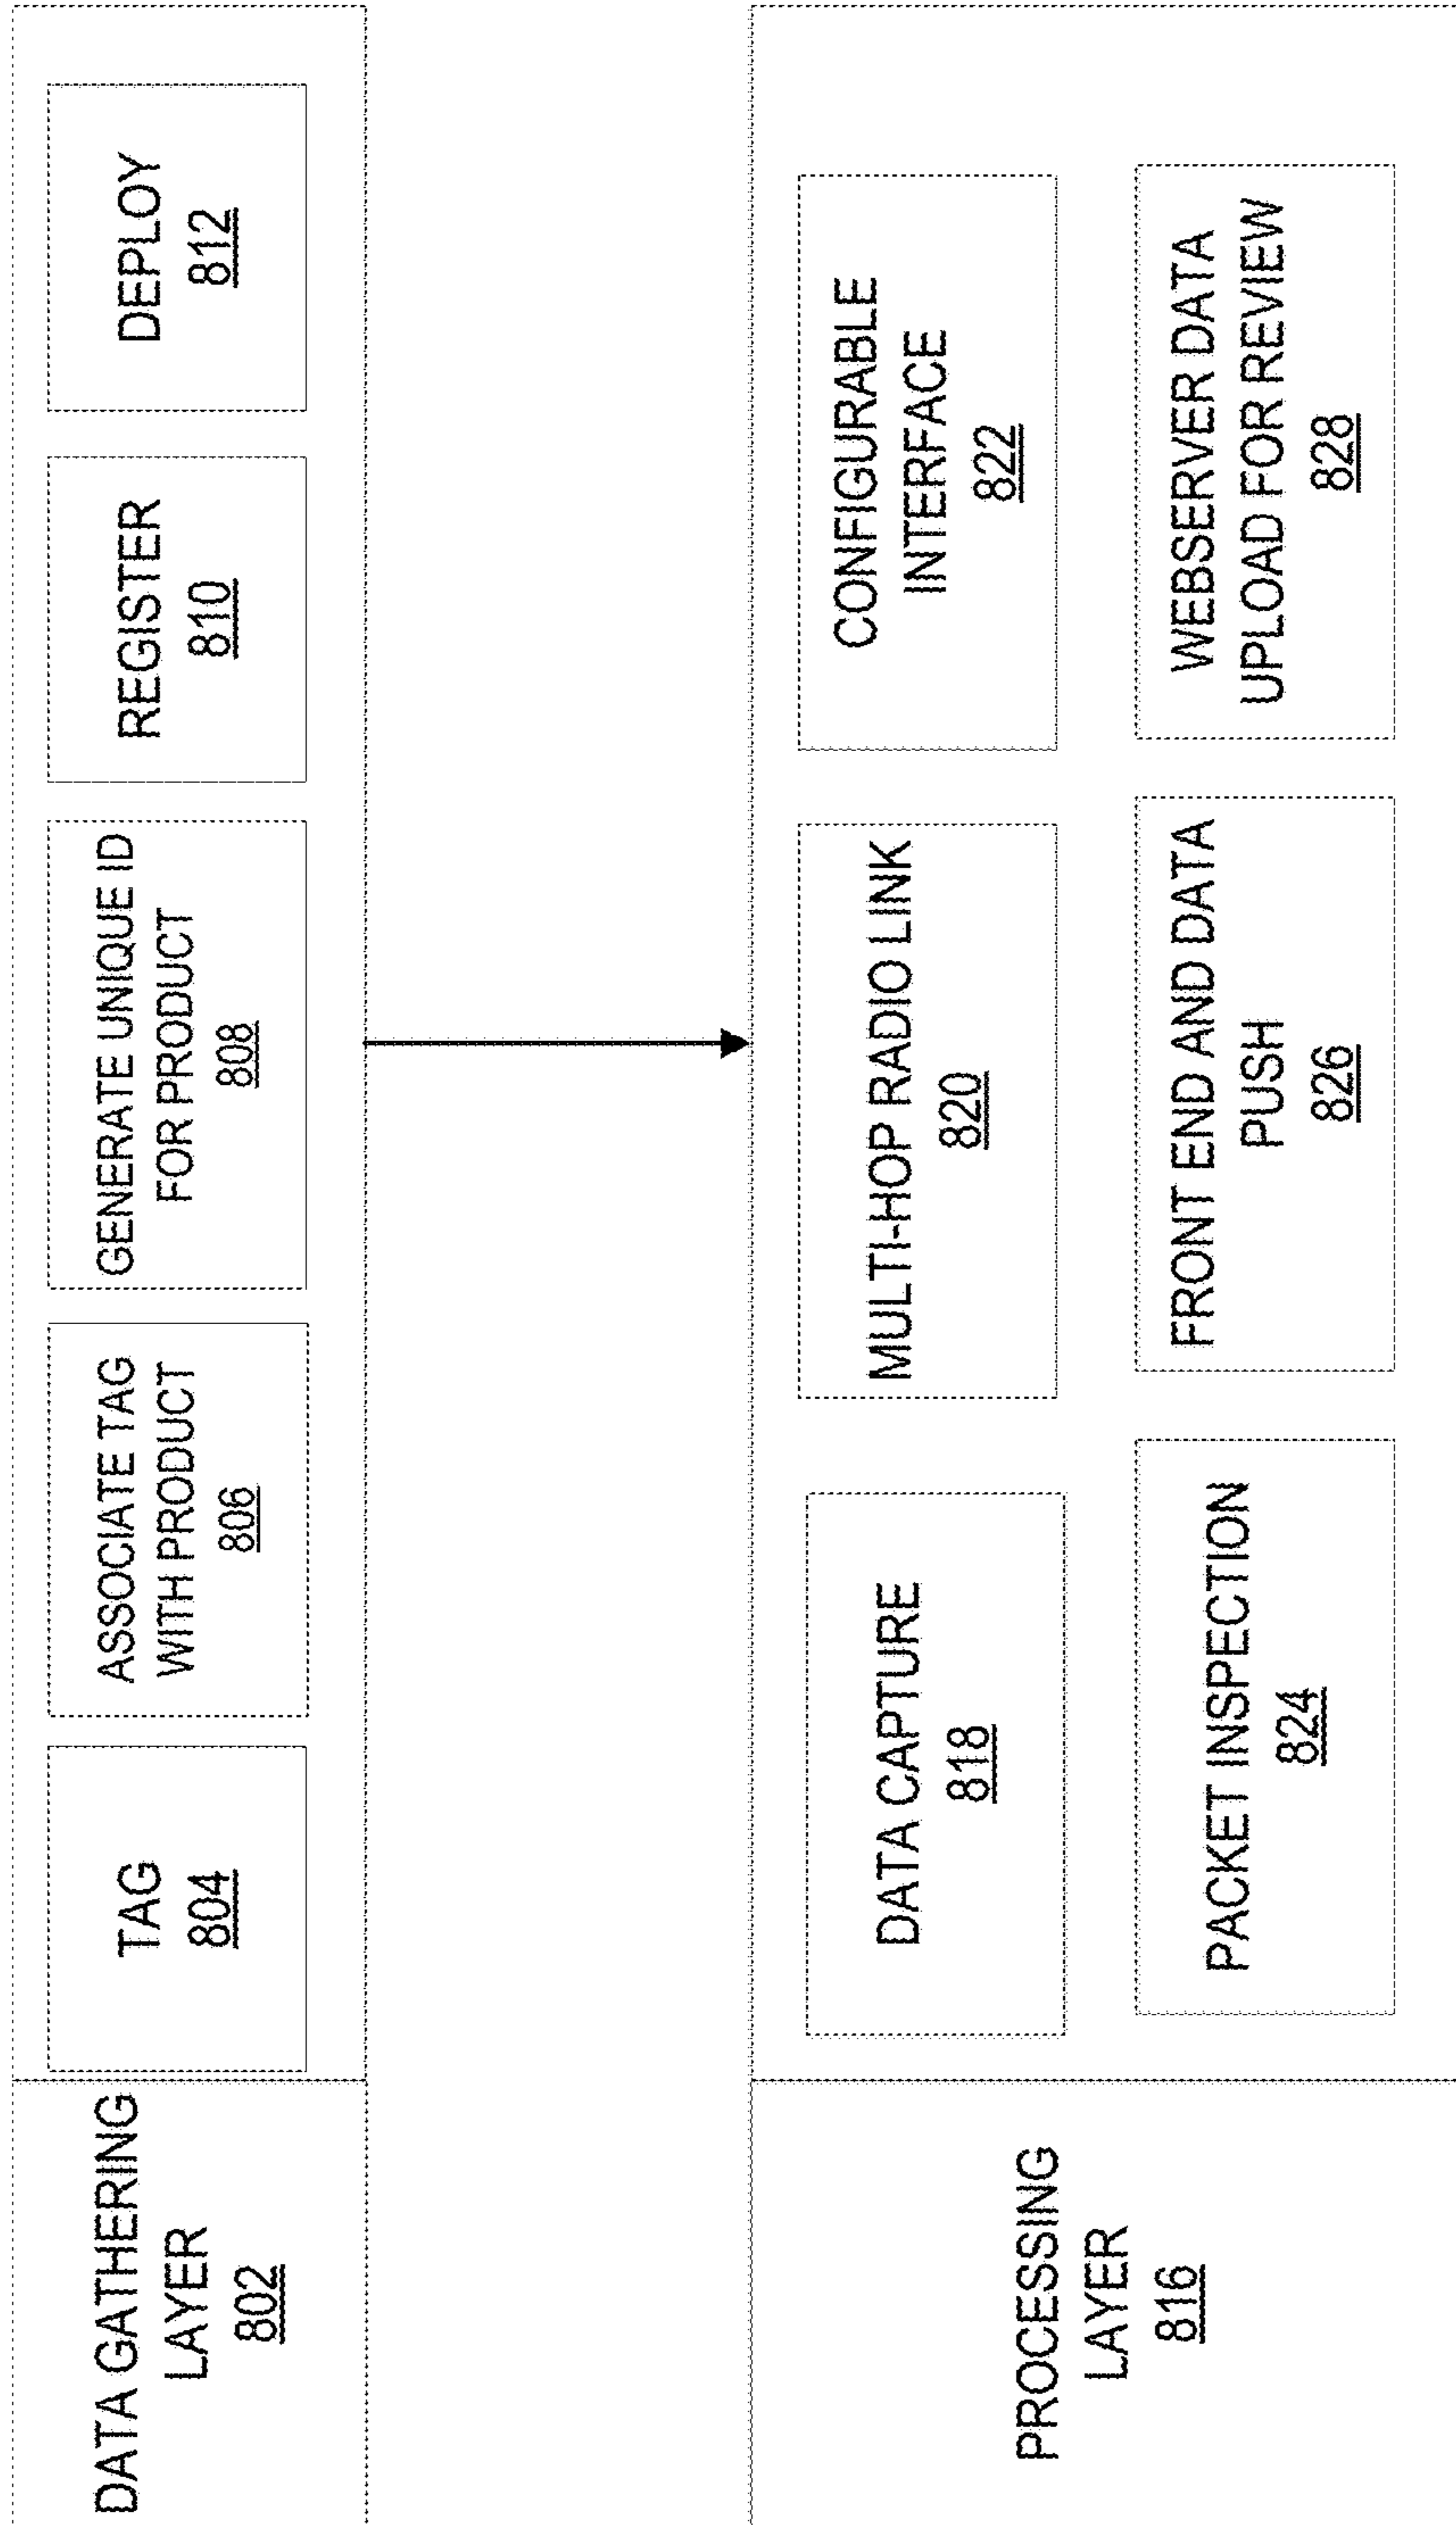 DATA GATHERING
LAYER
802
TAG
804
ASSOCIATE TAG
WITH PRODUCT
806
GENERATE UNIQUE ID
FOR PRODUCT
808
REGISTER
810
DEPLOY
812
PROCESSING
LAYER
816
DATA CAPTURE
818
MULTI-HOP RADIO LINK
820
CONFIGURABLE
INTERFACE
822
PACKET INSPECTION
824
FRONT END AND DATA
PUSH
826
WEBSERVER DATA
UPLOAD FOR REVIEW
828